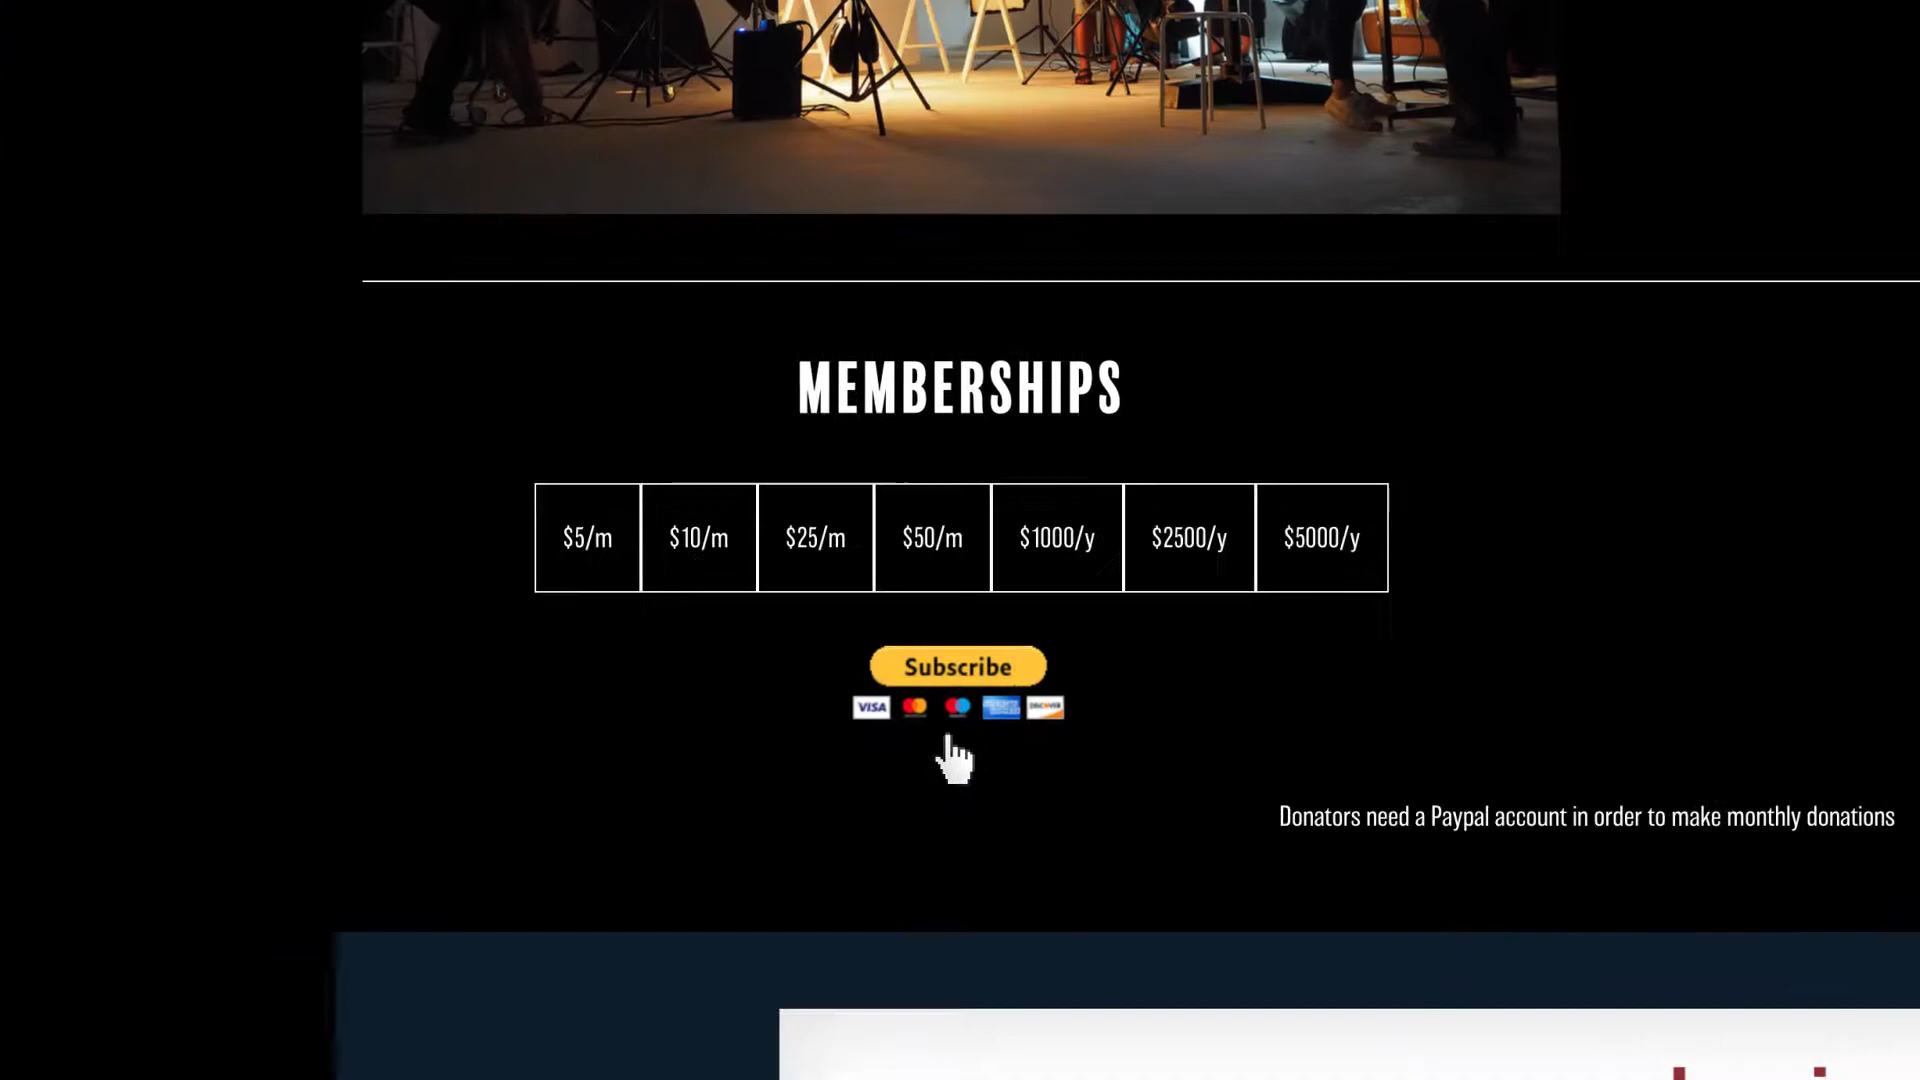 MEMBERSHIPS
$5/m $10/m $25/m $50/m $1000/y $2500/y $5000/y
Subscribe
VISA DISCOVER
Donators need a Paypal account in order to make monthly donations